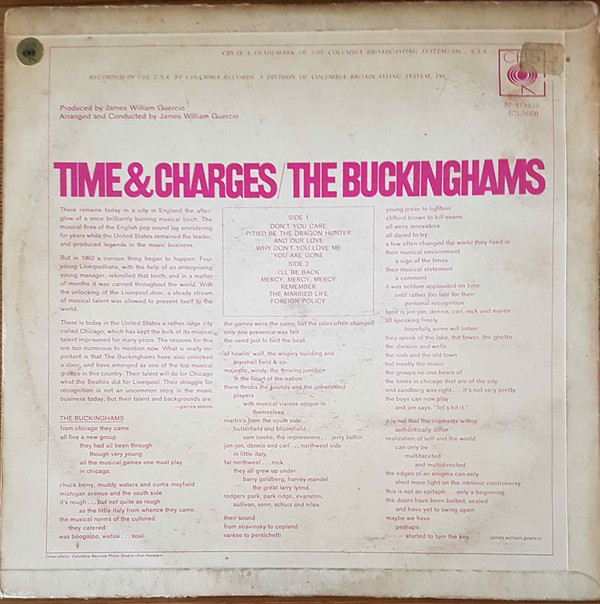 CBS IS A TRADEMARK OF THE COLUMBIA BROADCASTING SYSTEM, INC., U.S.A.
RECORDED IN THE U.S.A. BY COLUMBIA RECORDS, A DIVISION OF COLUMBIA BROADCASTING SYSTEM, INC.
CBS
Produced by James William Guercio
Arranged and Conducted by James William Guercio
TIME & CHARGES / THE BUCKINGHAMS
There remains today in a city in England the after-
glow of a once brilliantly burning musical torch. The
musical fires of the English pop sound lay smoldering
for years while the United States remained the leader,
and produced legends in the music business.
But in 1963 a curious thing began to happen. Four
young Liverpudlians, with the help of an enterprising
young manager, rekindled that torch, and in a matter
of months it was carried throughout the world. With
the unlocking of the Liverpool door, a steady stream
of musical talent was allowed to present itself to the
world.
There is today in the United States a rather large city
called Chicago, which has kept the bulk of its musical
talent imprisoned for many years. The reasons for this
are too numerous to mention now. What is really im-
portant is that The Buckinghams have also unlocked
a door, and have emerged as one of the top musical
groups in this country. Their talent will do for Chicago
what the Beatles did for Liverpool. Their struggle for
recognition is not an uncommon story in the music
business today, but their talent and backgrounds are.
THE BUCKINGHAMS
from chicago they came
all five a new group
they had all been through
though very young
all the musical games one must play
in chicago.
chuck berry, muddy waters and curtis mayfield
michigan avenue and the south side
it's rough . . . but not quite as rough
as the little italy from whence they came.
the musical norms of the cultured
they catered:
was boogaloo, watusi . . . soul.
SIDE 1
DON'T YOU CARE
PITIED BE THE DRAGON HUNTER
AND OUR LOVE
WHY DON'T YOU LOVE ME
YOU ARE GONE
SIDE 2
I'LL BE BACK
MERCY, MERCY, MERCY
REMEMBER
THE MARRIED LIFE
FOREIGN POLICY
the games were the same, but the rules often changed
only one presence was felt
the need just to be the best.
of howlin' wolf, the wrigley building and
marshall field & co.
majestic, windy, the thriving junction
in the heart of the nation
there throbs the sounds and the unheralded
players
with musical visions unique in
themselves
martin's from the south side
butterfield and bloomfield
sam cooke, the impressions . . . jerry butler
jon-jon, dennis and carl . . . northwest side
in little italy,
far northwest . . . nick
they all grew up under
barry goldberg, harvey mandel
the great larry lynne.
rodgers park, park ridge, evanston,
sullivan, senn, schurz and niles.
their sound
from stravinsky to copland
varèse to persichetti
young jessie to lightnin'
clifford brown to bill evans
all were innovators
all dared to try
a few often changed the world they lived in
their musical environment
a sign of the times
their musical statement
a comment
it was seldom applauded on time
until rather too late for their
personal recognition
here is jon-jon, dennis, carl, nick and martin
all speaking freely
hopefully, some will listen
they speak of the lake, the tower, the ghetto
the division and wells
the rush and the old town
but mostly the music
the groups no one heard of
the tunes in chicago that are of the city
and sandburg was right . . . it's not very pretty
the boys can now play
and jon says, "let's hit it."
it is not that the contrasts within
authentically differ
realization of self and the world
can only be
multifaceted
and multidirected
the edges of an enigma can only
shed more light on the intrinsic controversy
this is not an epitaph . . . only a beginning
the doors have been bolted, sealed
and have yet to swing open
maybe we have
perhaps
started to turn the key.
james william guercio
Cover photo: Columbia Records Photo Studio—Don Hunstein